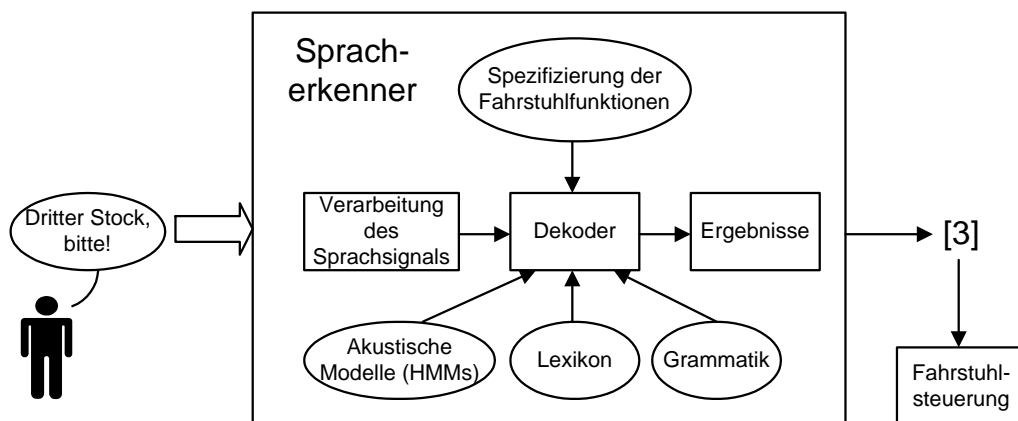 Sprach-
erkenner
Spezifizierung der
Fahrstuhlfunktionen
Dritter Stock,
bitte!
Verarbeitung
des
Sprachsignals
Dekoder
Ergebnisse
[3]
Akustische
Modelle (HMMs)
Lexikon
Grammatik
Fahrstuhl-
steuerung